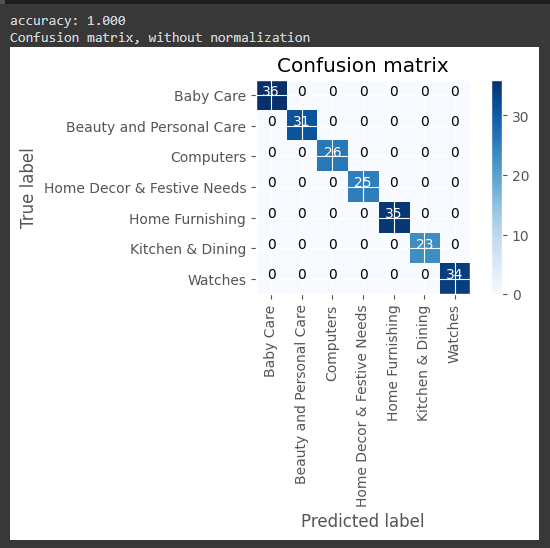 accuracy: 1.000
Confusion matrix, without normalization
Confusion matrix
True label
Baby Care 36 0 0 0 0 0 0
Beauty and Personal Care 0 31 0 0 0 0 0
Computers 0 0 26 0 0 0 0
Home Decor & Festive Needs 0 0 0 25 0 0 0
Home Furnishing 0 0 0 0 35 0 0
Kitchen & Dining 0 0 0 0 0 23 0
Watches 0 0 0 0 0 0 34
Baby Care
Beauty and Personal Care
Computers
Home Decor & Festive Needs
Home Furnishing
Kitchen & Dining
Watches
Predicted label
30
20
10
0